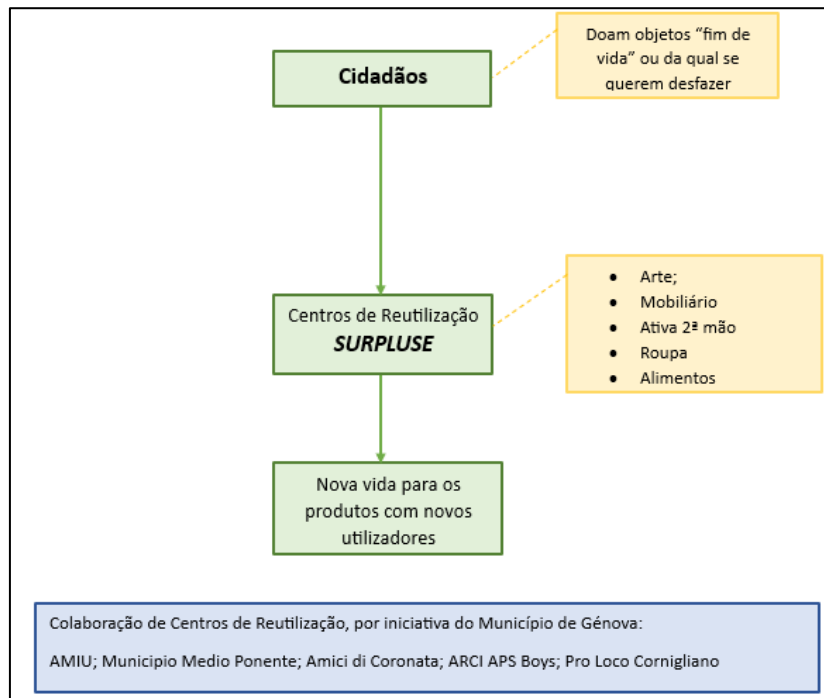 Cidadãos
Doam objetos “fim de
vida” ou da qual se
querem desfazer
Centros de Reutilização
SURPLUSE
• Arte;
• Mobiliário
• Ativa 2ª mão
• Roupa
• Alimentos
Nova vida para os
produtos com novos
utilizadores
Colaboração de Centros de Reutilização, por iniciativa do Município de Génova:
AMIU; Municipio Medio Ponente; Amici di Coronata; ARCI APS Boys; Pro Loco Cornigliano